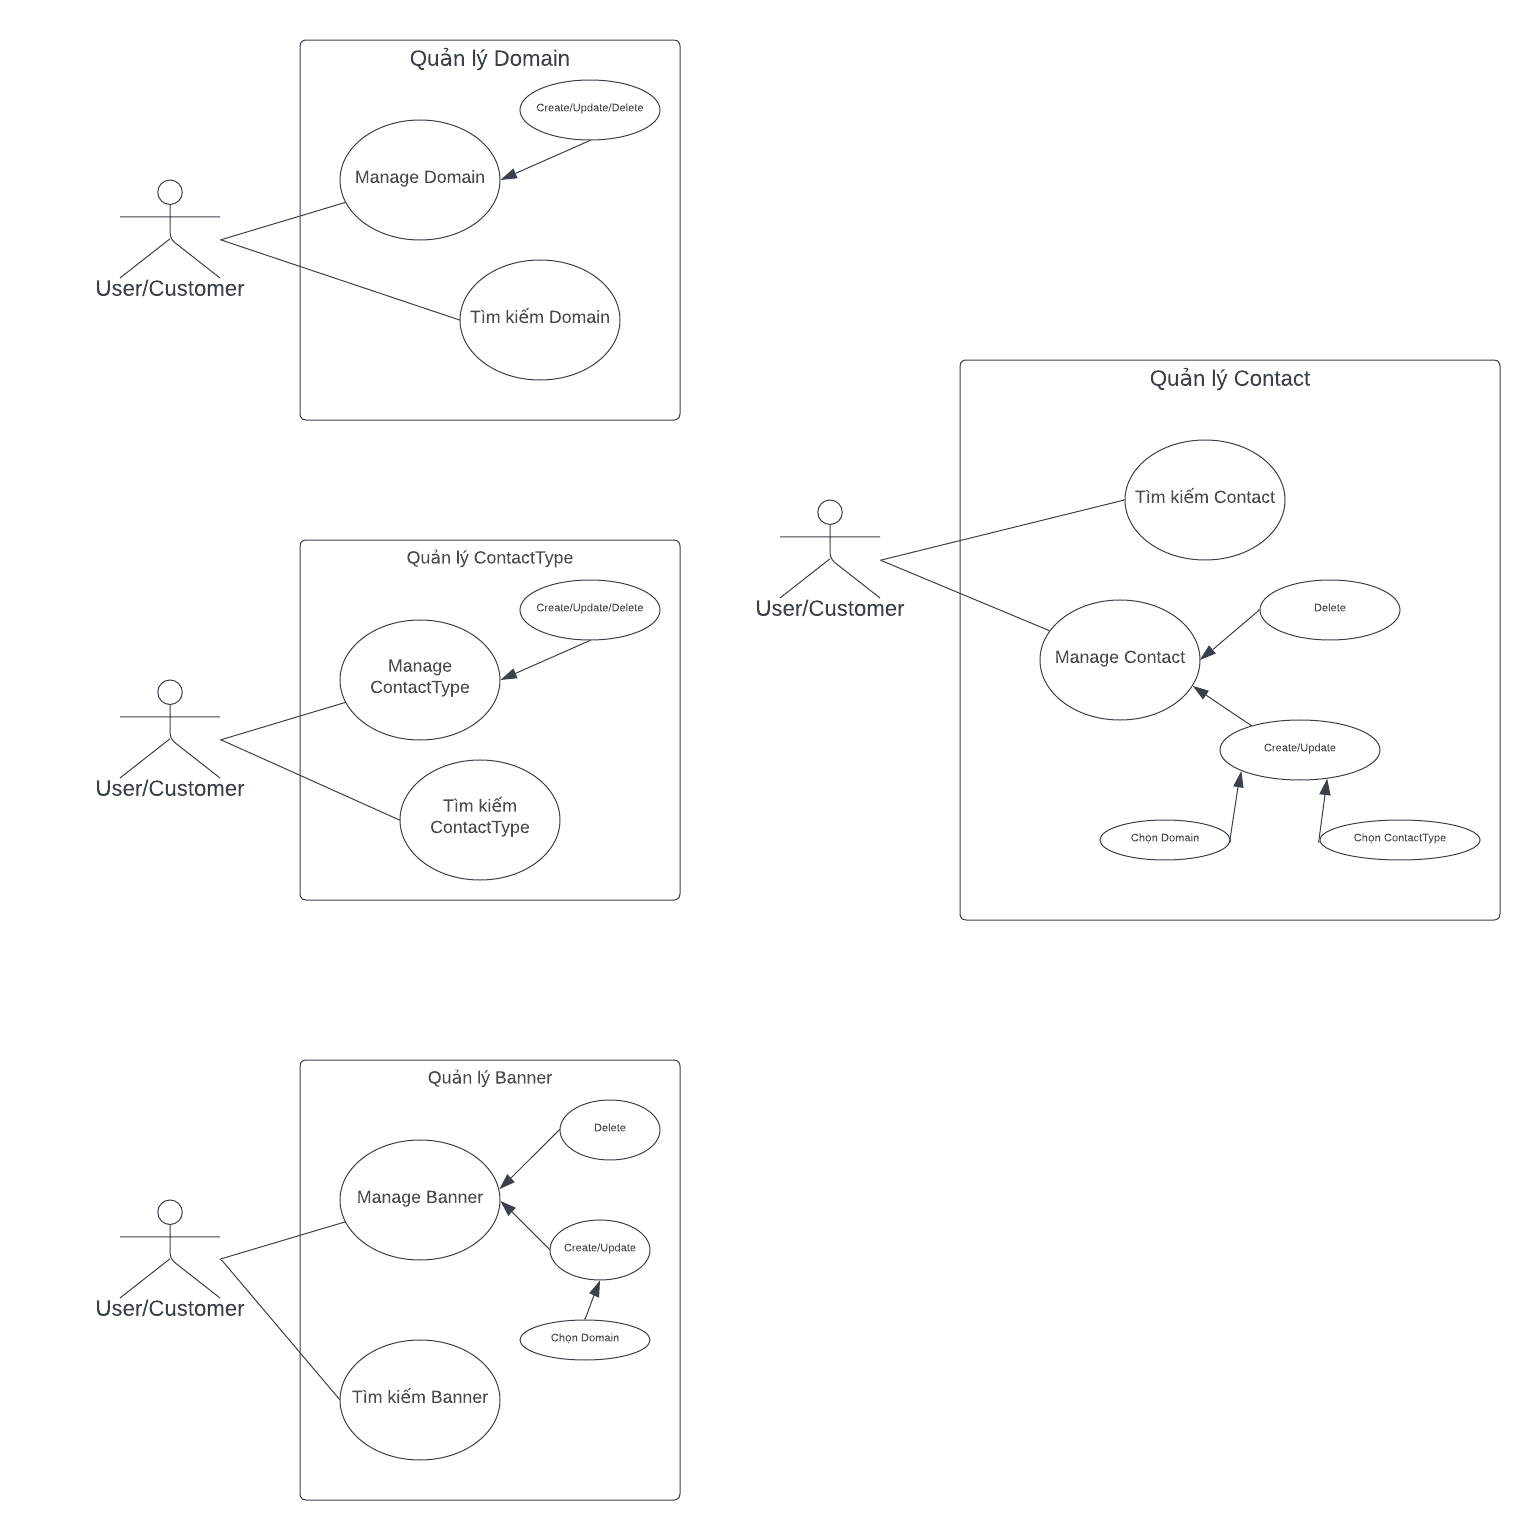 Quản lý Domain
Create/Update/Delete
Manage Domain
User/Customer
Tìm kiếm Domain
Quản lý Contact
Tìm kiếm Contact
User/Customer
Delete
Manage Contact
Create/Update
Chọn Domain
Chọn ContactType
Quản lý ContactType
Create/Update/Delete
Manage
ContactType
User/Customer
Tìm kiếm
ContactType
Quản lý Banner
Delete
Manage Banner
Create/Update
User/Customer
Chọn Domain
Tìm kiếm Banner